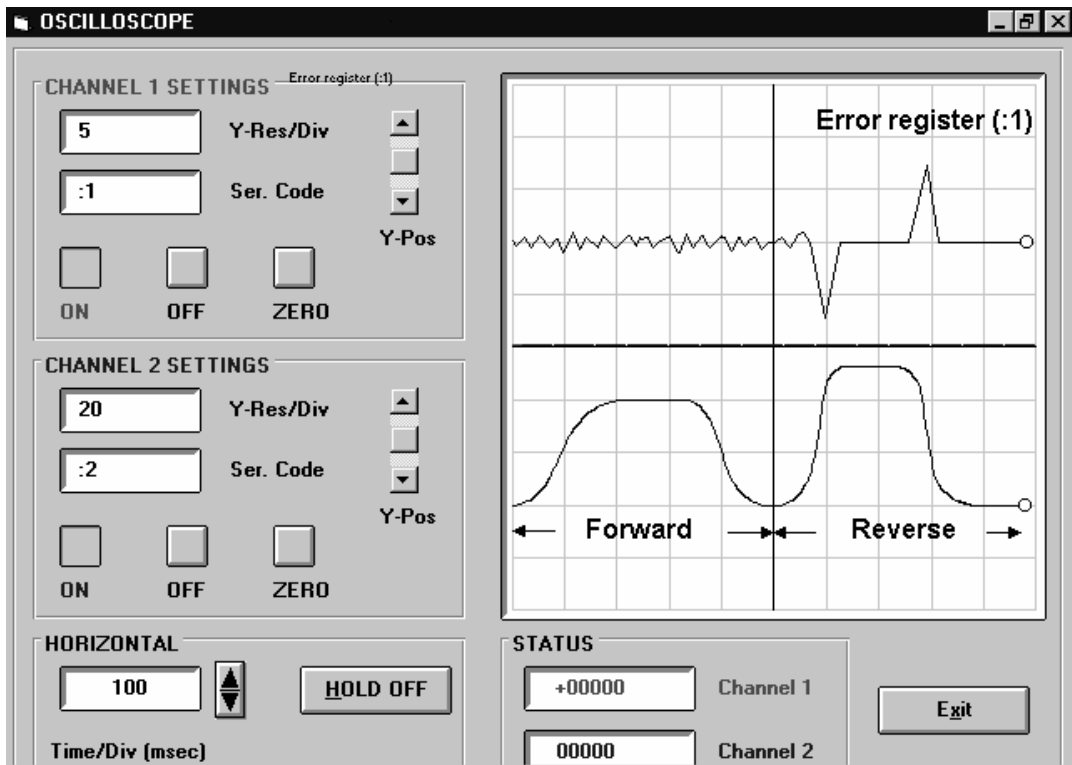 OSCILLOSCOPE
CHANNEL 1 SETTINGS
Error register (:1)
5
Y-Res/Div
:1
Ser. Code
Y-Pos
ON
OFF
ZERO
CHANNEL 2 SETTINGS
20
Y-Res/Div
:2
Ser. Code
Y-Pos
ON
OFF
ZERO
HORIZONTAL
100
HOLD OFF
Time/Div (msec)
Error register (:1)
Forward
Reverse
STATUS
+00000
Channel 1
00000
Channel 2
Exit